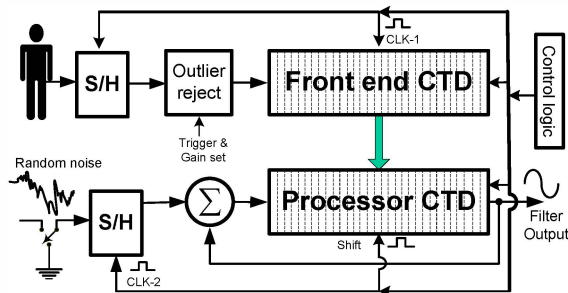 CLK-1
S/H
Outlier
reject
Front end CTD
Control logic
Trigger &
Gain set
Random noise
S/H
Σ
Processor CTD
Filter
Output
Shift
CLK-2